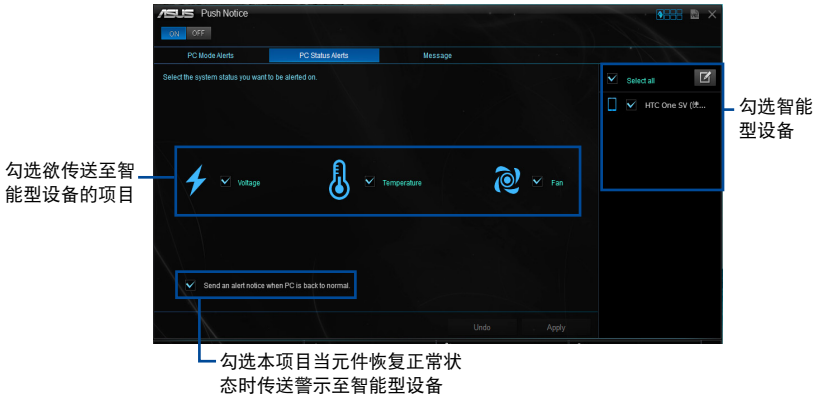 ASUS Push Notice
ON OFF
PC Mode Alerts PC Status Alerts Message
Select the system status you want to be alerted on.
Select all
HTC One SV (使...
勾选智能
型设备
勾选欲传送至智
能型设备的项目
Voltage Temperature Fan
Send an alert notice when PC is back to normal.
Undo Apply
勾选本项目当元件恢复正常状
态时传送警示至智能型设备